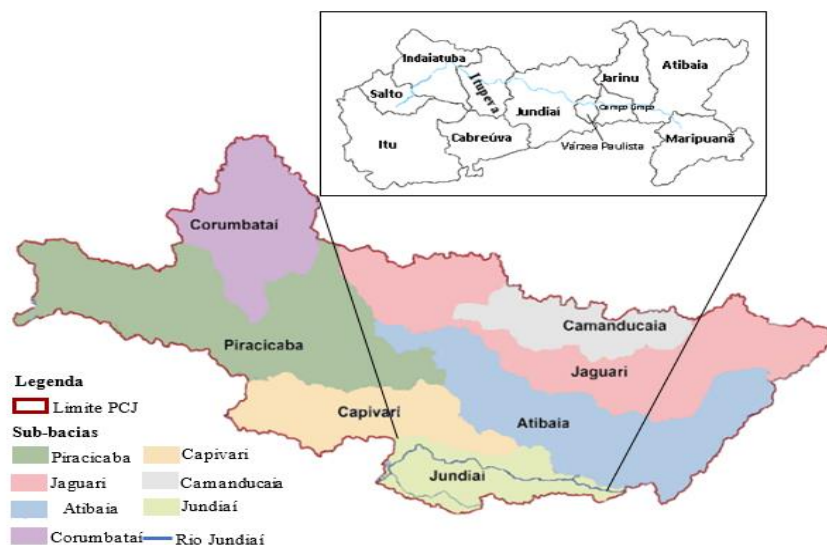 Indaiatuba
Jarinu
Atibaia
Salto
Itupeva
Jundiaí
Campo Limpo
Itu
Cabreúva
Várzea Paulista
Maripuanã
Corumbataí
Camanducaia
Piracicaba
Jaguari
Capivari
Atibaia
Jundiaí
Legenda
Limite PCJ
Sub-bacias
Piracicaba
Capivari
Jaguari
Camanducaia
Atibaia
Jundiaí
Corumbataí
Rio Jundiaí